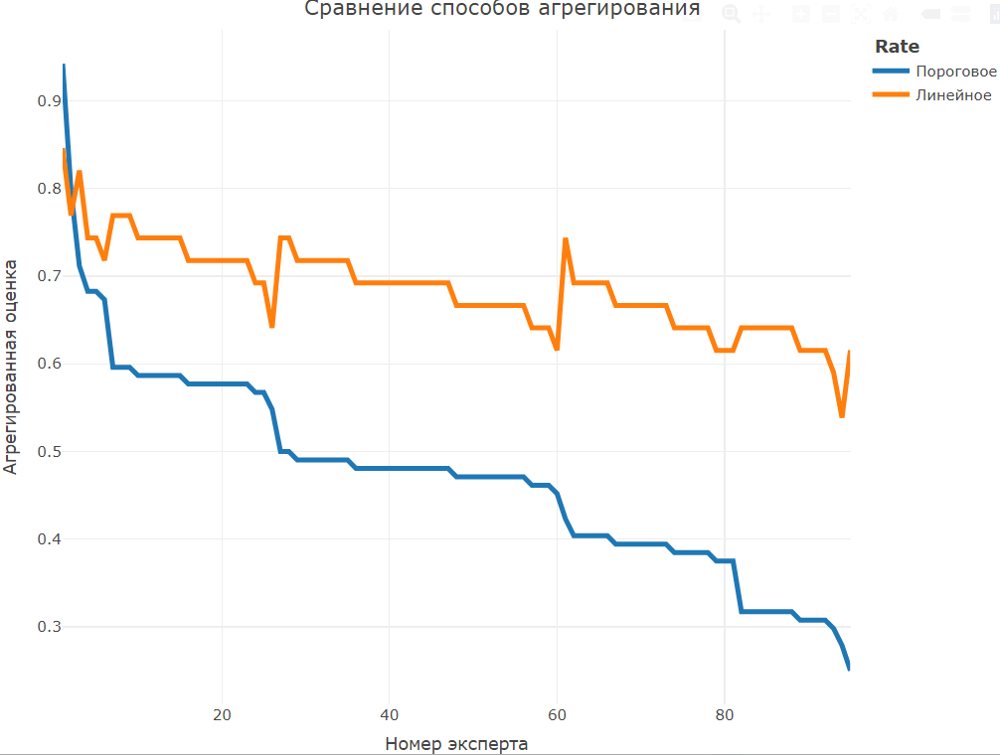 Сравнение способов агрегирования
Rate
Пороговое
Линейное
Агрегированная оценка
0.9
0.8
0.7
0.6
0.5
0.4
0.3
20 40 60 80
Номер эксперта